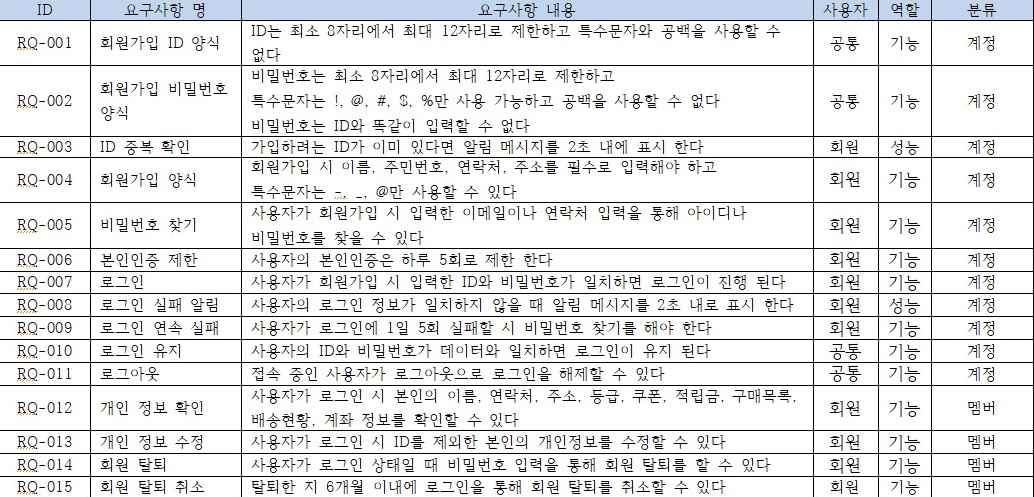 ID 요구사항 명 요구사항 내용 사용자 역할 분류
RQ-001 회원가입 ID 양식 ID는 최소 8자리에서 최대 12자리로 제한하고 특수문자와 공백을 사용할 수
없다 공통 기능 계정
RQ-002 회원가입 비밀번호
양식 비밀번호는 최소 8자리에서 최대 12자리로 제한하고
특수문자는 !, @, #, $, %만 사용 가능하고 공백을 사용할 수 없다
비밀번호는 ID와 똑같이 입력할 수 없다 공통 기능 계정
RQ-003 ID 중복 확인 가입하려는 ID가 이미 있다면 알림 메시지를 2초 내에 표시 한다 회원 성능 계정
RQ-004 회원가입 양식 회원가입 시 이름, 주민번호, 연락처, 주소를 필수로 입력해야 하고
특수문자는 -, _, @만 사용할 수 있다 회원 기능 계정
RQ-005 비밀번호 찾기 사용자가 회원가입 시 입력한 이메일이나 연락처 입력을 통해 아이디나
비밀번호를 찾을 수 있다 회원 기능 계정
RQ-006 본인인증 제한 사용자의 본인인증은 하루 5회로 제한 한다 회원 기능 계정
RQ-007 로그인 사용자가 회원가입 시 입력한 ID와 비밀번호가 일치하면 로그인이 진행 된다 회원 기능 계정
RQ-008 로그인 실패 알림 사용자의 로그인 정보가 일치하지 않을 때 알림 메시지를 2초 내로 표시 한다 회원 성능 계정
RQ-009 로그인 연속 실패 사용자가 로그인에 1일 5회 실패할 시 비밀번호 찾기를 해야 한다 회원 기능 계정
RQ-010 로그인 유지 사용자의 ID와 비밀번호가 데이터와 일치하면 로그인이 유지 된다 공통 기능 계정
RQ-011 로그아웃 접속 중인 사용자가 로그아웃으로 로그인을 해제할 수 있다 공통 기능 계정
RQ-012 개인 정보 확인 사용자가 로그인 시 본인의 이름, 연락처, 주소, 등급, 쿠폰, 적립금, 구매목록,
배송현황, 계좌 정보를 확인할 수 있다 회원 기능 멤버
RQ-013 개인 정보 수정 사용자가 로그인 시 ID를 제외한 본인의 개인정보를 수정할 수 있다 회원 기능 멤버
RQ-014 회원 탈퇴 사용자가 로그인 상태일 때 비밀번호 입력을 통해 회원 탈퇴를 할 수 있다 회원 기능 멤버
RQ-015 회원 탈퇴 취소 탈퇴한 지 6개월 이내에 로그인을 통해 회원 탈퇴를 취소할 수 있다 회원 기능 멤버